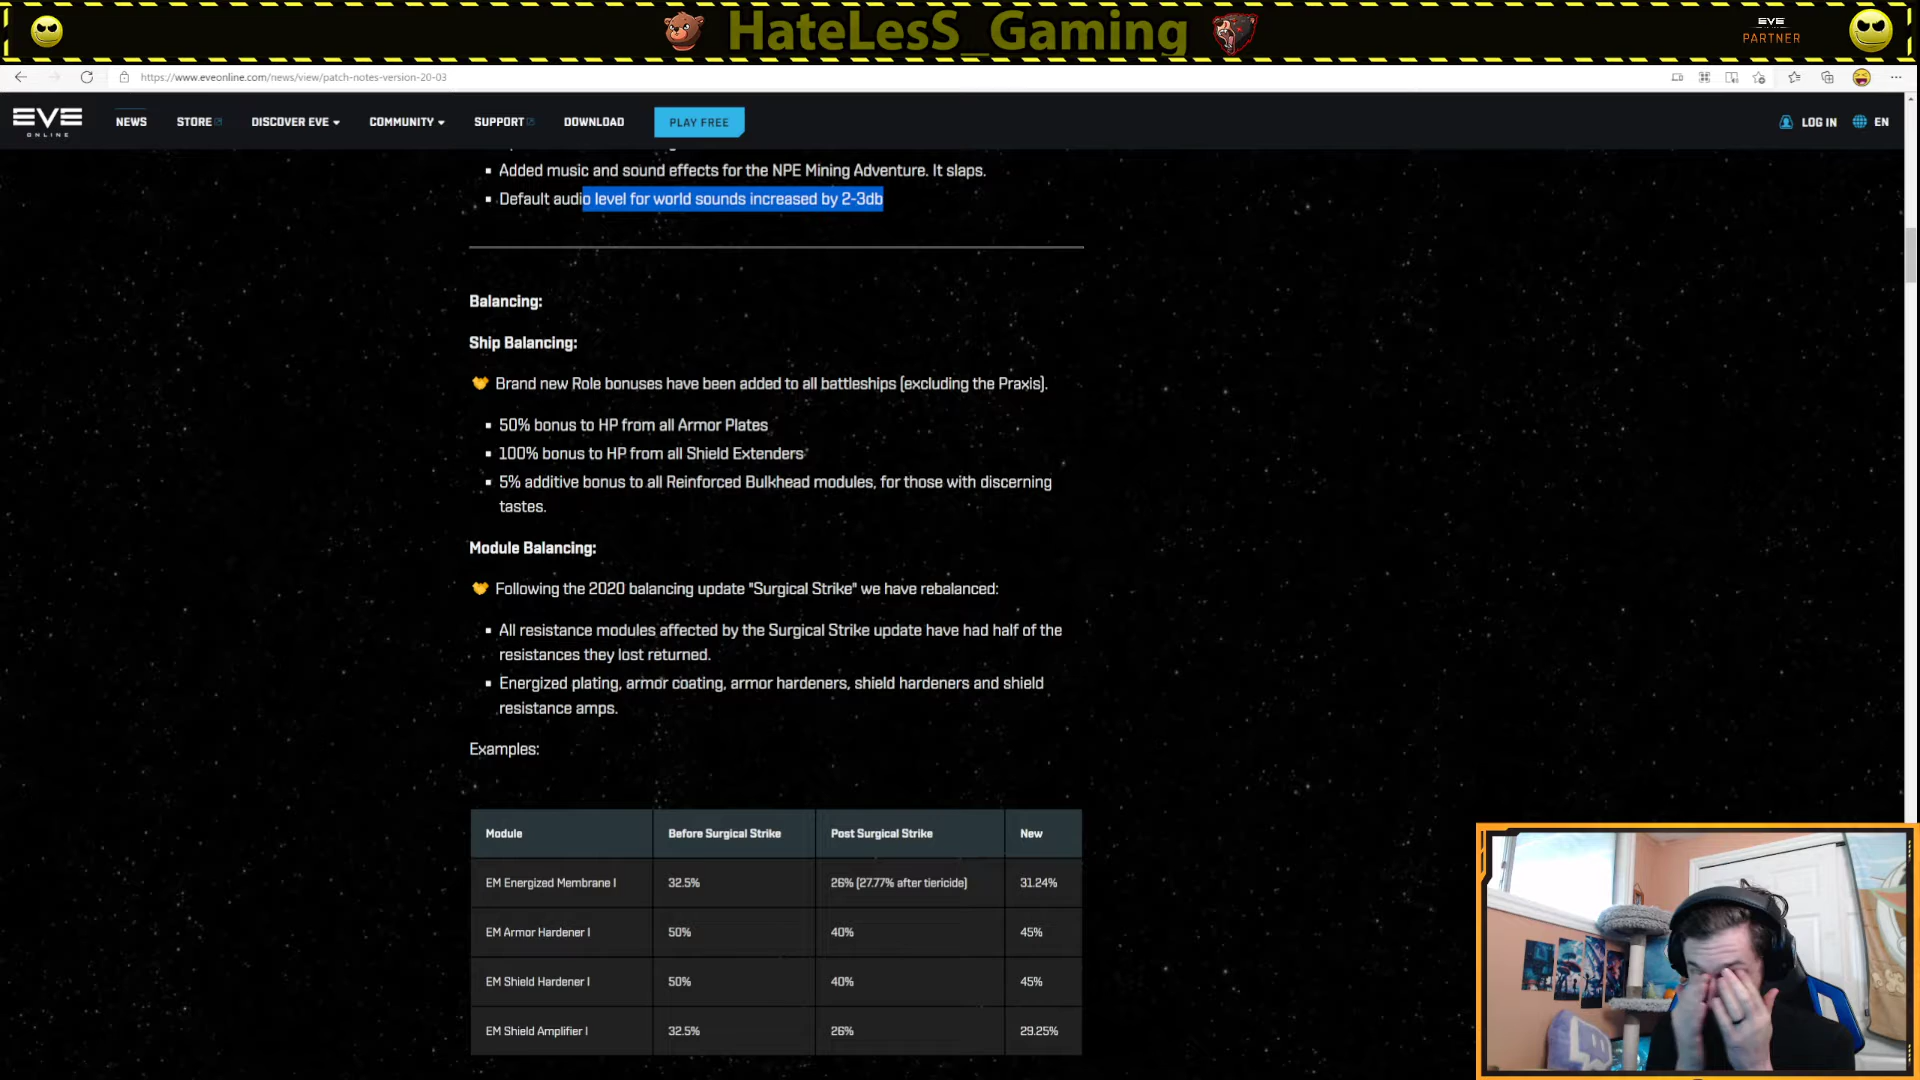 HateLesS_Gaming
EVE
PARTNER
https://www.eveonline.com/news/view/patch-notes-version-20-03
EVE
ONLINE
NEWS
STORE
DISCOVER EVE
COMMUNITY
SUPPORT
DOWNLOAD
PLAY FREE
LOG IN
EN
Added music and sound effects for the NPE Mining Adventure. It slaps.
Default audio level for world sounds increased by 2-3db
Balancing:
Ship Balancing:
Brand new Role bonuses have been added to all battleships (excluding the Praxis).
50% bonus to HP from all Armor Plates
100% bonus to HP from all Shield Extenders
5% additive bonus to all Reinforced Bulkhead modules, for those with discerning
tastes.
Module Balancing:
Following the 2020 balancing update "Surgical Strike" we have rebalanced:
All resistance modules affected by the Surgical Strike update have had half of the
resistances they lost returned.
Energized plating, armor coating, armor hardeners, shield hardeners and shield
resistance amps.
Examples:
Module Before Surgical Strike Post Surgical Strike New
EM Energized Membrane I 32.5% 26% (27.77% after tiericide) 31.24%
EM Armor Hardener I 50% 40% 45%
EM Shield Hardener I 50% 40% 45%
EM Shield Amplifier I 32.5% 26% 29.25%